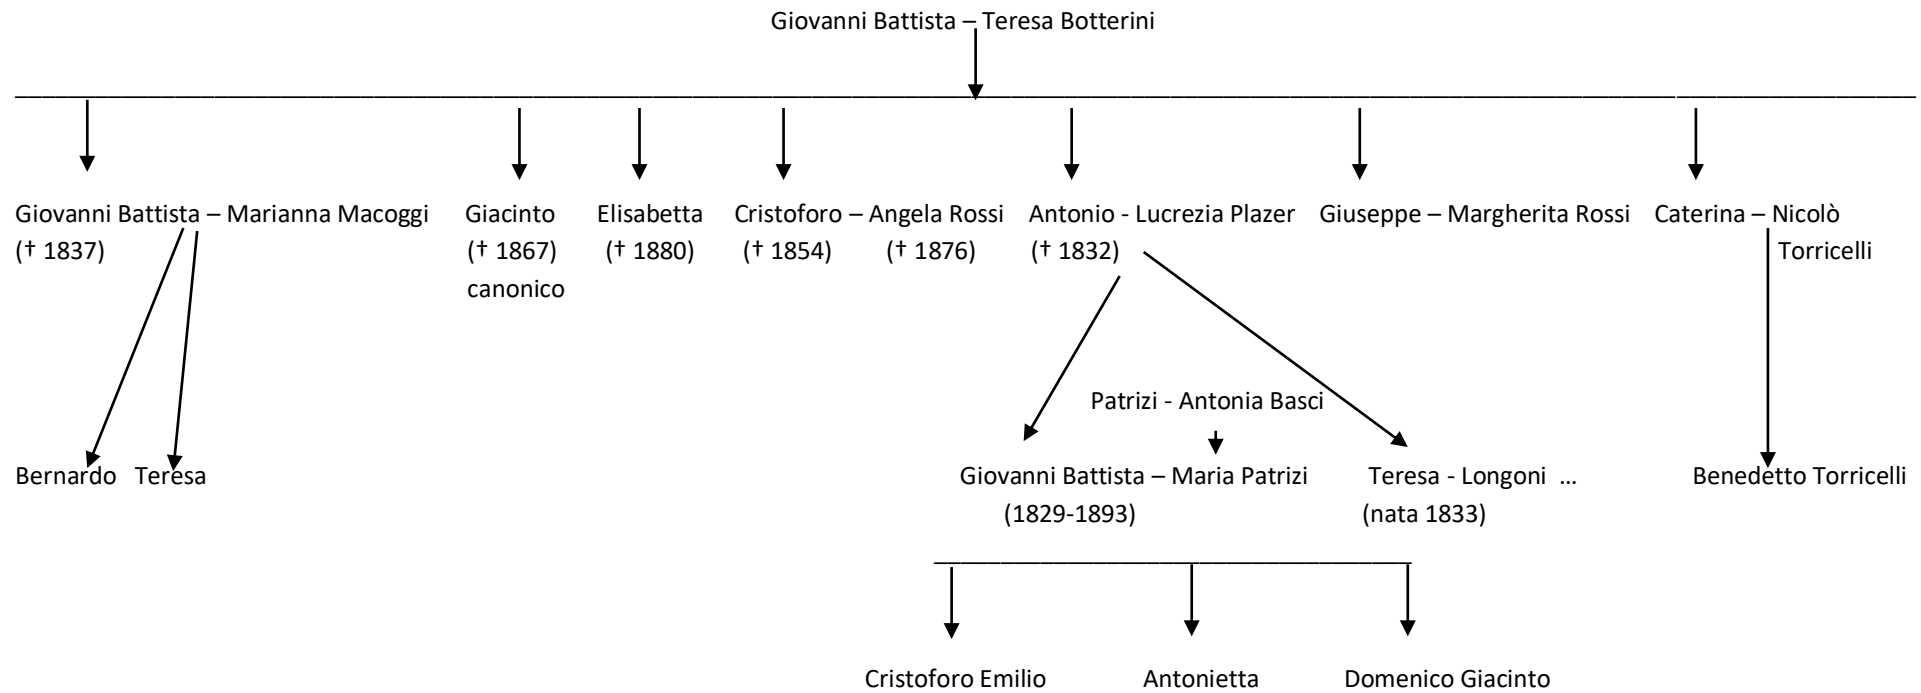 Giovanni Battista – Teresa Botterini
Giovanni Battista – Marianna Macoggi Giacinto Elisabetta Cristoforo – Angela Rossi Antonio - Lucrezia Plazer Giuseppe – Margherita Rossi Caterina – Nicolò
(† 1837) († 1867) († 1880) († 1854) († 1876) († 1832) Torricelli
canonico
Patrizi - Antonia Basci
Bernardo Teresa Giovanni Battista – Maria Patrizi Teresa - Longoni ... Benedetto Torricelli
(1829-1893) (nata 1833)
Cristoforo Emilio Antonietta Domenico Giacinto